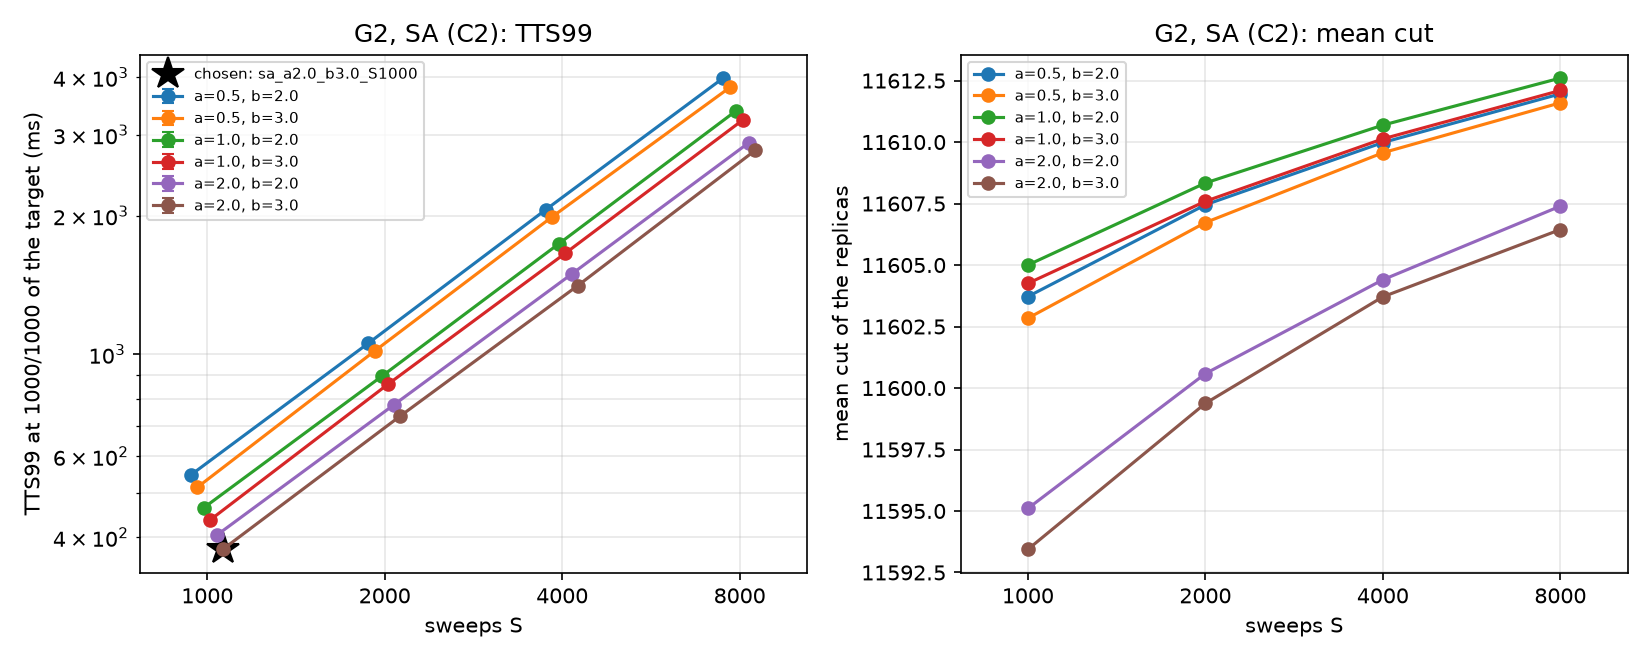 G2, SA (C2): TTS99
TTS99 at 1000/1000 of the target (ms)
4 × 10³
3 × 10³
2 × 10³
10³
6 × 10²
4 × 10²
chosen: sa_a2.0_b3.0_S1000
a=0.5, b=2.0
a=0.5, b=3.0
a=1.0, b=2.0
a=1.0, b=3.0
a=2.0, b=2.0
a=2.0, b=3.0
1000 2000 4000 8000
sweeps S
G2, SA (C2): mean cut
mean cut of the replicas
11612.5
11610.0
11607.5
11605.0
11602.5
11600.0
11597.5
11595.0
11592.5
a=0.5, b=2.0
a=0.5, b=3.0
a=1.0, b=2.0
a=1.0, b=3.0
a=2.0, b=2.0
a=2.0, b=3.0
1000 2000 4000 8000
sweeps S